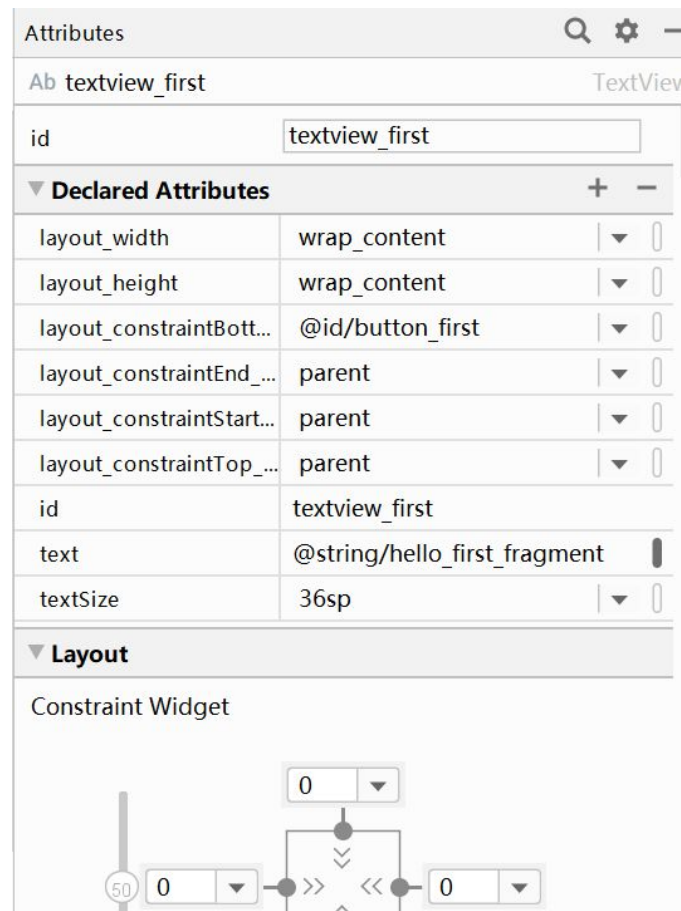 Attributes
Ab textview_first TextView
id textview_first
Declared Attributes
layout_width wrap_content
layout_height wrap_content
layout_constraintBott... @id/button_first
layout_constraintEnd_... parent
layout_constraintStart... parent
layout_constraintTop_... parent
id textview_first
text @string/hello_first_fragment
textSize 36sp
Layout
Constraint Widget
0
50 0 0